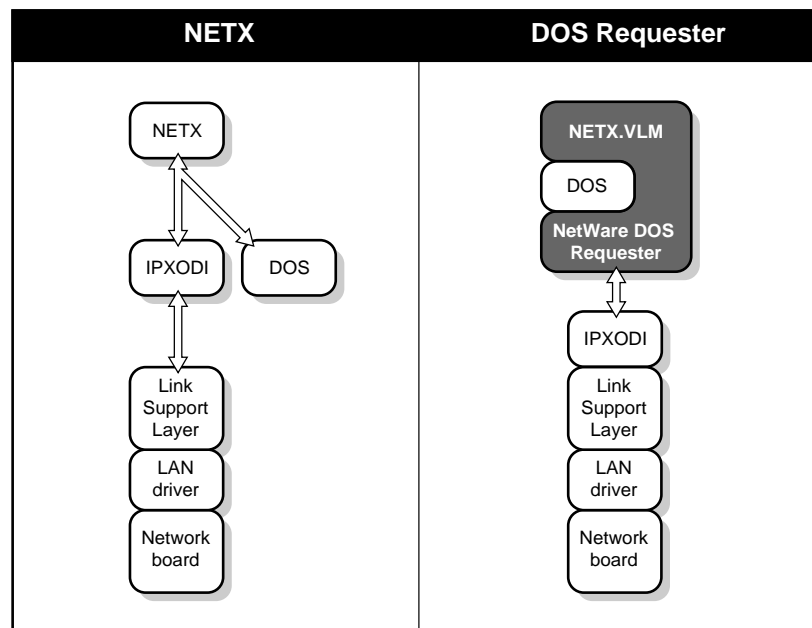 NETX
DOS Requester
NETX
IPXODI
DOS
Link
Support
Layer
LAN
driver
Network
board
NETX.VLM
DOS
NetWare DOS
Requester
IPXODI
Link
Support
Layer
LAN
driver
Network
board